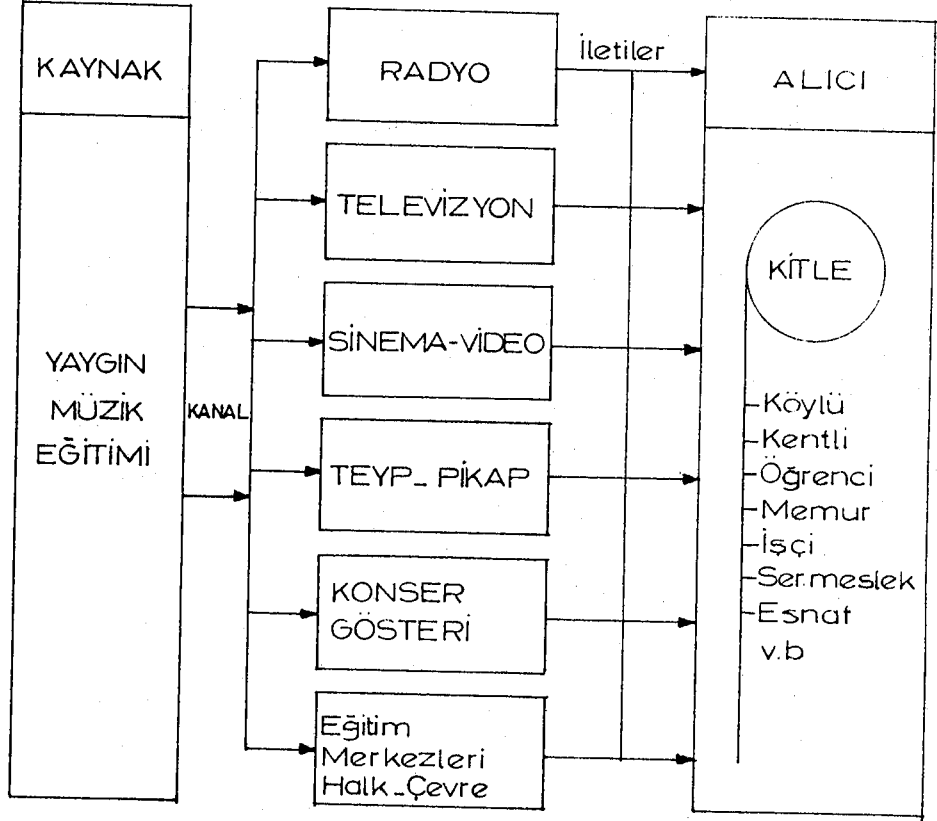 KAYNAK
YAYGIN
MÜZİK
EĞİTİMİ
KANAL
RADYO
TELEVİZYON
SİNEMA-VİDEO
TEYP_ PİKAP
KONSER
GÖSTERİ
Eğitim
Merkezleri
Halk_Çevre
İletiler
ALICI
KİTLE
-Köylü
-Kentli
-Öğrenci
-Memur
-İşçi
-Ser.meslek
-Esnaf
v.b